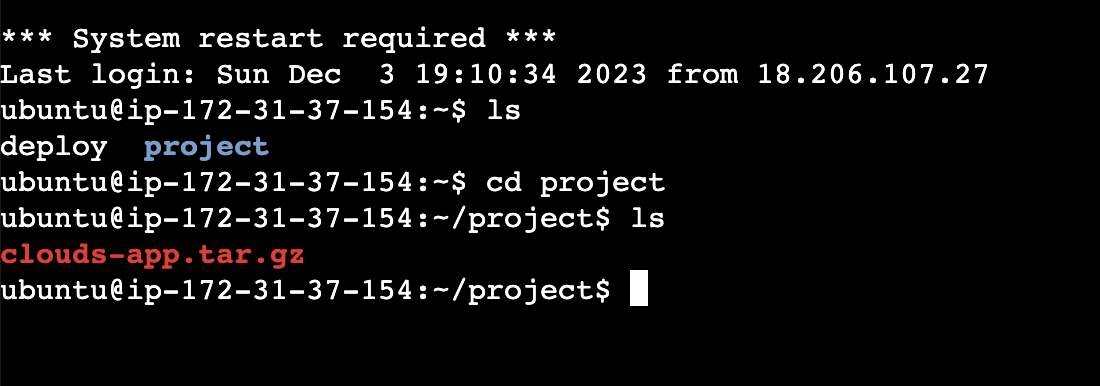 *** System restart required ***
Last login: Sun Dec  3 19:10:34 2023 from 18.206.107.27
ubuntu@ip-172-31-37-154:~$ ls
deploy  project
ubuntu@ip-172-31-37-154:~$ cd project
ubuntu@ip-172-31-37-154:~/project$ ls
clouds-app.tar.gz
ubuntu@ip-172-31-37-154:~/project$